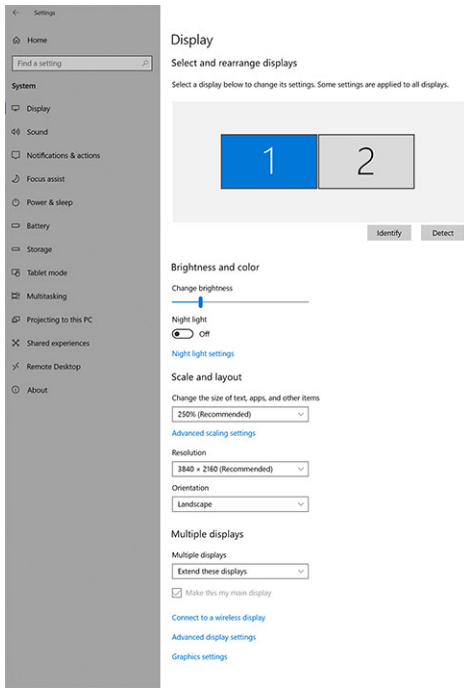 Settings
Home
Find a setting
System
Display
Sound
Notifications & actions
Focus assist
Power & sleep
Battery
Storage
Tablet mode
Multitasking
Projecting to this PC
Shared experiences
Remote Desktop
About
Display
Select and rearrange displays
Select a display below to change its settings. Some settings are applied to all displays.
1
2
Identify
Detect
Brightness and color
Change brightness
Night light
Off
Night light settings
Scale and layout
Change the size of text, apps, and other items
250% (Recommended)
Advanced scaling settings
Resolution
3840 × 2160 (Recommended)
Orientation
Landscape
Multiple displays
Multiple displays
Extend these displays
Make this my main display
Connect to a wireless display
Advanced display settings
Graphics settings